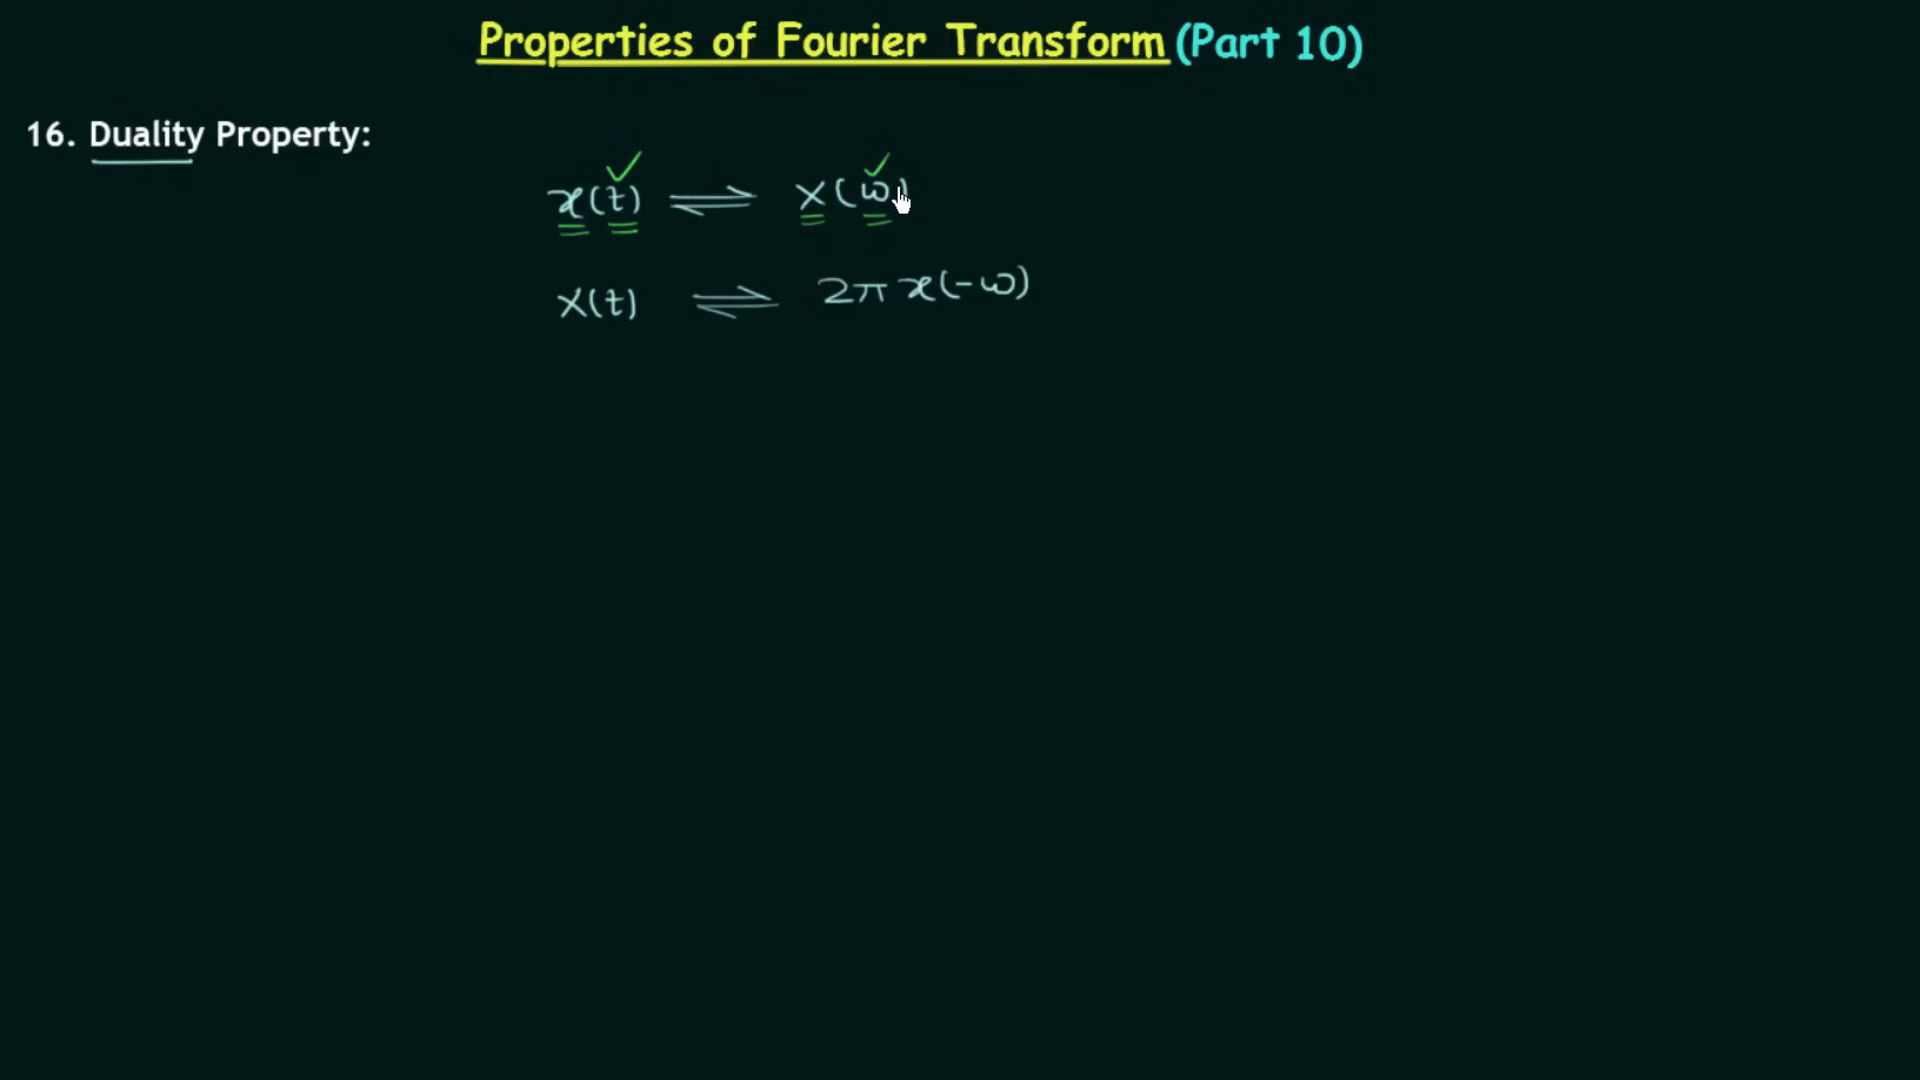 Properties of Fourier Transform (Part 10)
16. Duality Property:
x(t) ⇌ X(ω)
X(t) ⇌ 2π x(-ω)